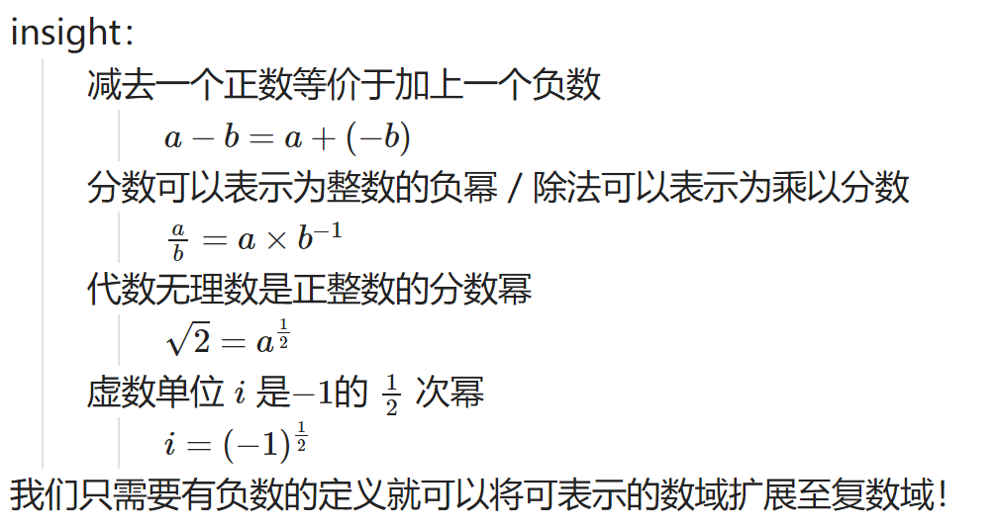 insight：
减去一个正数等价于加上一个负数
a − b = a + (−b)
分数可以表示为整数的负幂 / 除法可以表示为乘以分数
a/b = a × b⁻¹
代数无理数是正整数的分数幂
√2 = a^(1/2)
虚数单位 i 是−1的 1/2 次幂
i = (−1)^(1/2)
我们只需要有负数的定义就可以将可表示的数域扩展至复数域！